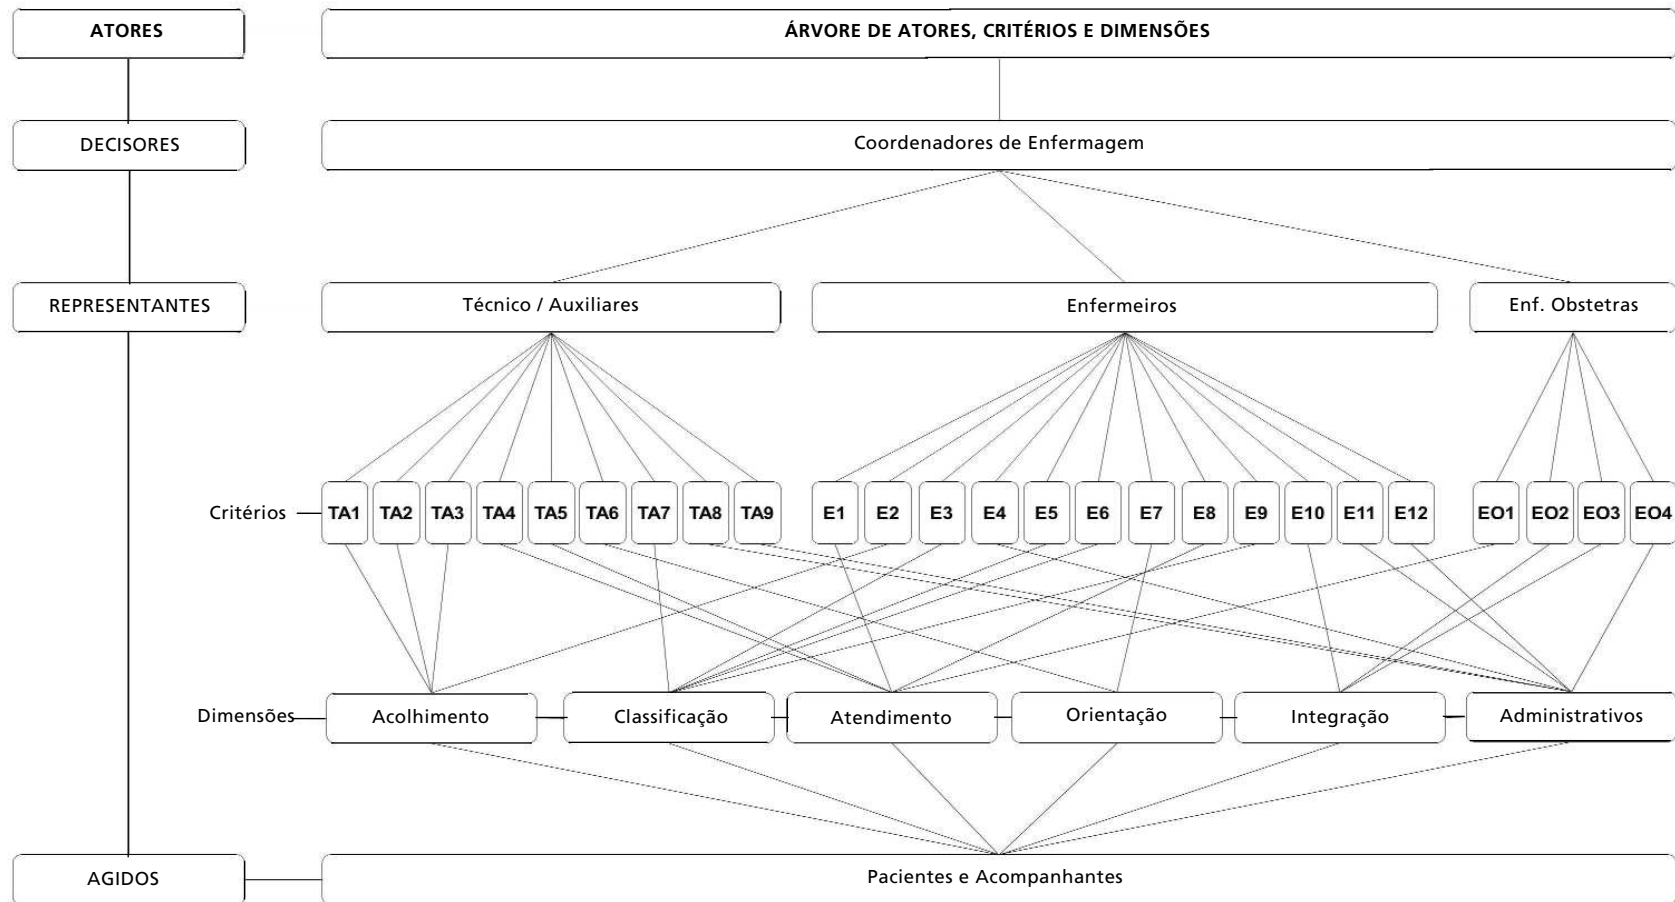 ATORES
ÁRVORE DE ATORES, CRITÉRIOS E DIMENSÕES
DECISORES
Coordenadores de Enfermagem
REPRESENTANTES
Técnico / Auxiliares
Enfermeiros
Enf. Obstetras
Critérios
TA1
TA2
TA3
TA4
TA5
TA6
TA7
TA8
TA9
E1
E2
E3
E4
E5
E6
E7
E8
E9
E10
E11
E12
EO1
EO2
EO3
EO4
Dimensões
Acolhimento
Classificação
Atendimento
Orientação
Integração
Administrativos
AGIDOS
Pacientes e Acompanhantes